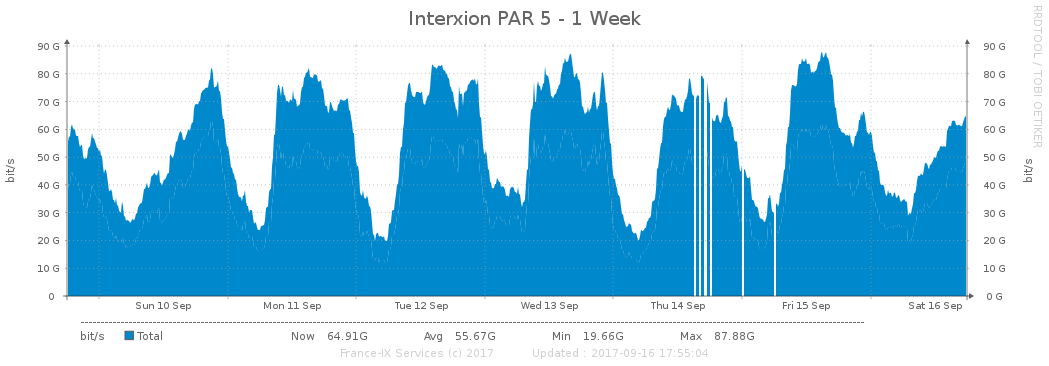 Interxion PAR 5 - 1 Week
RRDTOOL / TOBI OETIKER
90 G 90 G
80 G 80 G
70 G 70 G
60 G 60 G
50 G 50 G
40 G 40 G
30 G 30 G
20 G 20 G
10 G 10 G
0 0 G
bit/s bit/s
Sun 10 Sep Mon 11 Sep Tue 12 Sep Wed 13 Sep Thu 14 Sep Fri 15 Sep Sat 16 Sep
bit/s Total Now 64.91G Avg 55.67G Min 19.66G Max 87.88G
France-IX Services (c) 2017 Updated : 2017-09-16 17:55:04